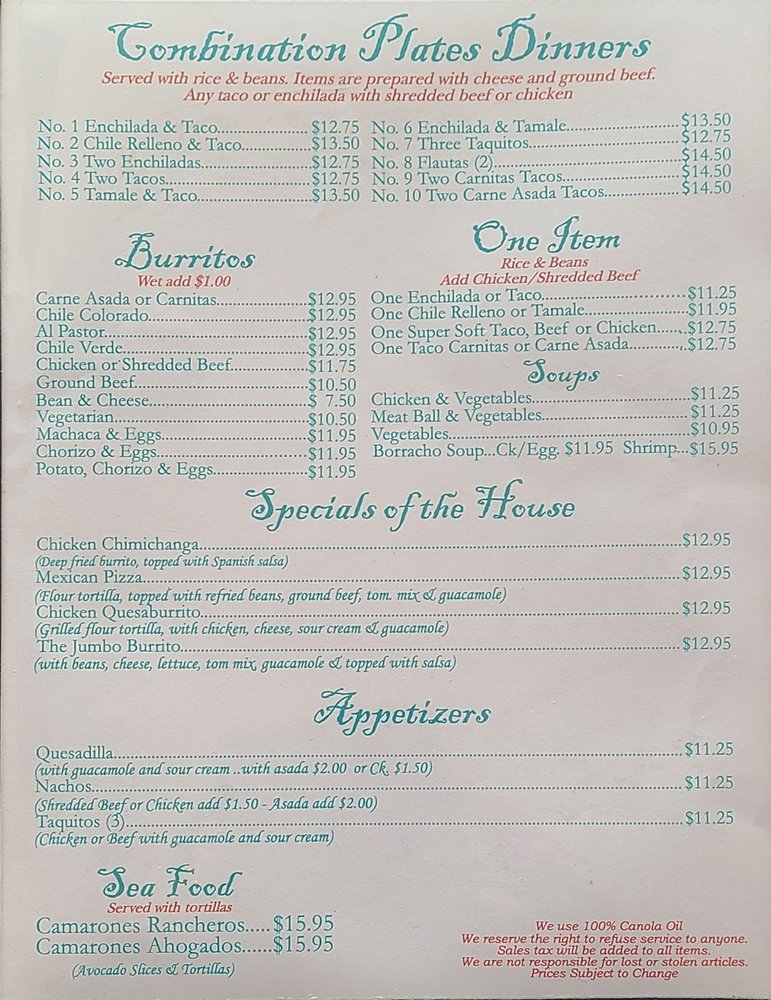 Combination Plates Dinners
Served with rice & beans. Items are prepared with cheese and ground beef.
Any taco or enchilada with shredded beef or chicken
No. 1 Enchilada & Taco.....................$12.75
No. 2 Chile Relleno & Taco................$13.50
No. 3 Two Enchiladas.........................$12.75
No. 4 Two Tacos..................................$12.75
No. 5 Tamale & Taco..........................$13.50
No. 6 Enchilada & Tamale..........................$13.50
No. 7 Three Taquitos...................................$12.75
No. 8 Flautas (2)............................................$14.50
No. 9 Two Carnitas Tacos...........................$14.50
No. 10 Two Carne Asada Tacos.................$14.50
Burritos
Wet add $1.00
Carne Asada or Carnitas.....................$12.95
Chile Colorado.....................................$12.95
Al Pastor...............................................$12.95
Chile Verde...........................................$12.95
Chicken or Shredded Beef..................$11.75
Ground Beef........................................$10.50
Bean & Cheese.....................................$ 7.50
Vegetarian............................................$10.50
Machaca & Eggs..................................$11.95
Chorizo & Eggs...................................$11.95
Potato, Chorizo & Eggs......................$11.95
One Item
Rice & Beans
Add Chicken/Shredded Beef
One Enchilada or Taco..................................$11.25
One Chile Relleno or Tamale........................$11.95
One Super Soft Taco, Beef or Chicken.......$12.75
One Taco Carnitas or Carne Asada.............$12.75
Soups
Chicken & Vegetables.....................................$11.25
Meat Ball & Vegetables..................................$11.25
Vegetables........................................................$10.95
Borracho Soup...Ck/Egg. $11.95 Shrimp...$15.95
Specials of the House
Chicken Chimichanga.........................................................$12.95
(Deep fried burrito, topped with Spanish salsa)
Mexican Pizza.........................................................$12.95
(Flour tortilla, topped with refried beans, ground beef, tom. mix & guacamole)
Chicken Quesaburrito.........................................................$12.95
(Grilled flour tortilla, with chicken, cheese, sour cream & guacamole)
The Jumbo Burrito.........................................................$12.95
(with beans, cheese, lettuce, tom mix, guacamole & topped with salsa)
Appetizers
Quesadilla.........................................................$11.25
(with guacamole and sour cream ..with asada $2.00 or Ck. $1.50)
Nachos.........................................................$11.25
(Shredded Beef or Chicken add $1.50 - Asada add $2.00)
Taquitos (3).........................................................$11.25
(Chicken or Beef with guacamole and sour cream)
Sea Food
Served with tortillas
Camarones Rancheros.....$15.95
Camarones Ahogados......$15.95
(Avocado Slices & Tortillas)
We use 100% Canola Oil
We reserve the right to refuse service to anyone.
Sales tax will be added to all items.
We are not responsible for lost or stolen articles.
Prices Subject to Change